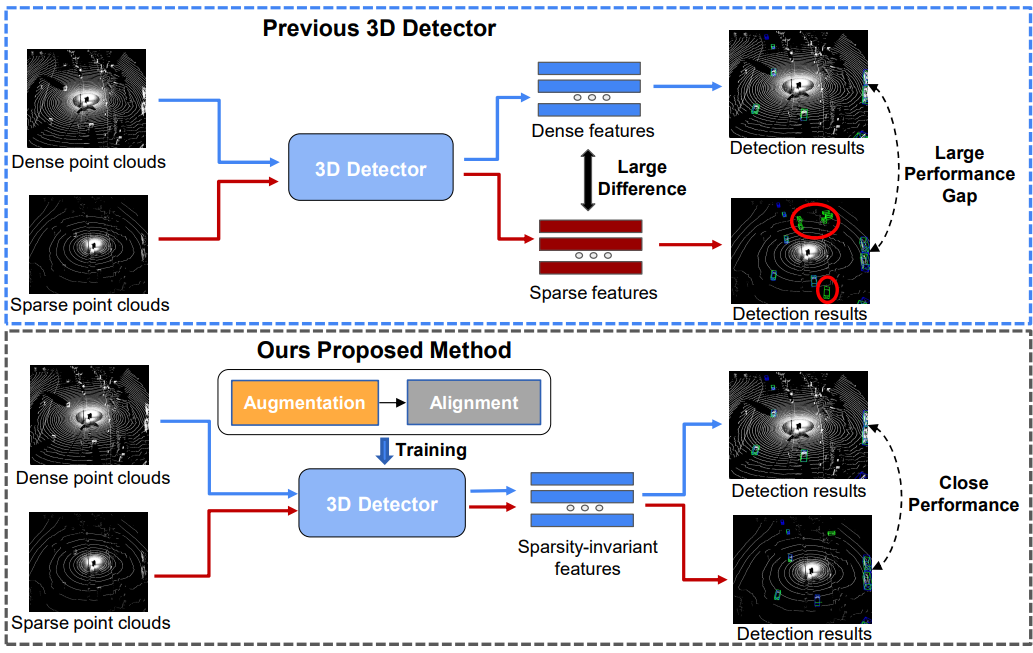 Previous 3D Detector
Dense point clouds
Sparse point clouds
3D Detector
Dense features
Large
Difference
Sparse features
Detection results
Detection results
Large
Performance
Gap
Ours Proposed Method
Dense point clouds
Sparse point clouds
Augmentation
Alignment
Training
3D Detector
Sparsity-invariant
features
Detection results
Detection results
Close
Performance